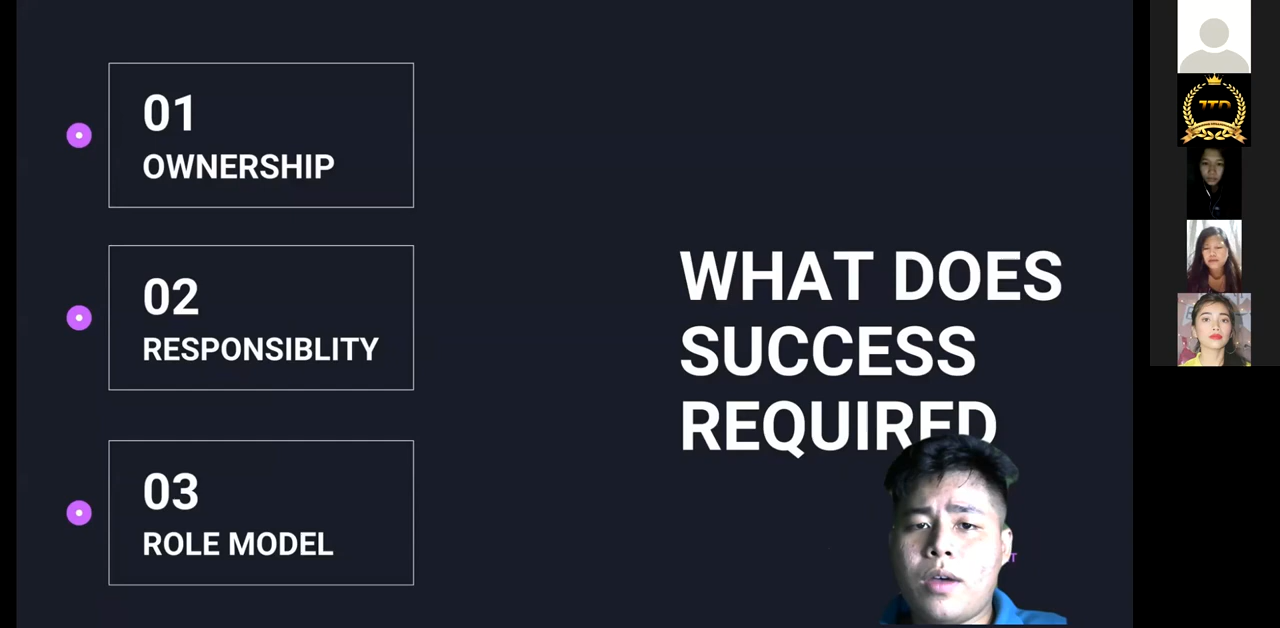 01
OWNERSHIP
02
RESPONSIBLITY
03
ROLE MODEL
WHAT DOES
SUCCESS
REQUIRED